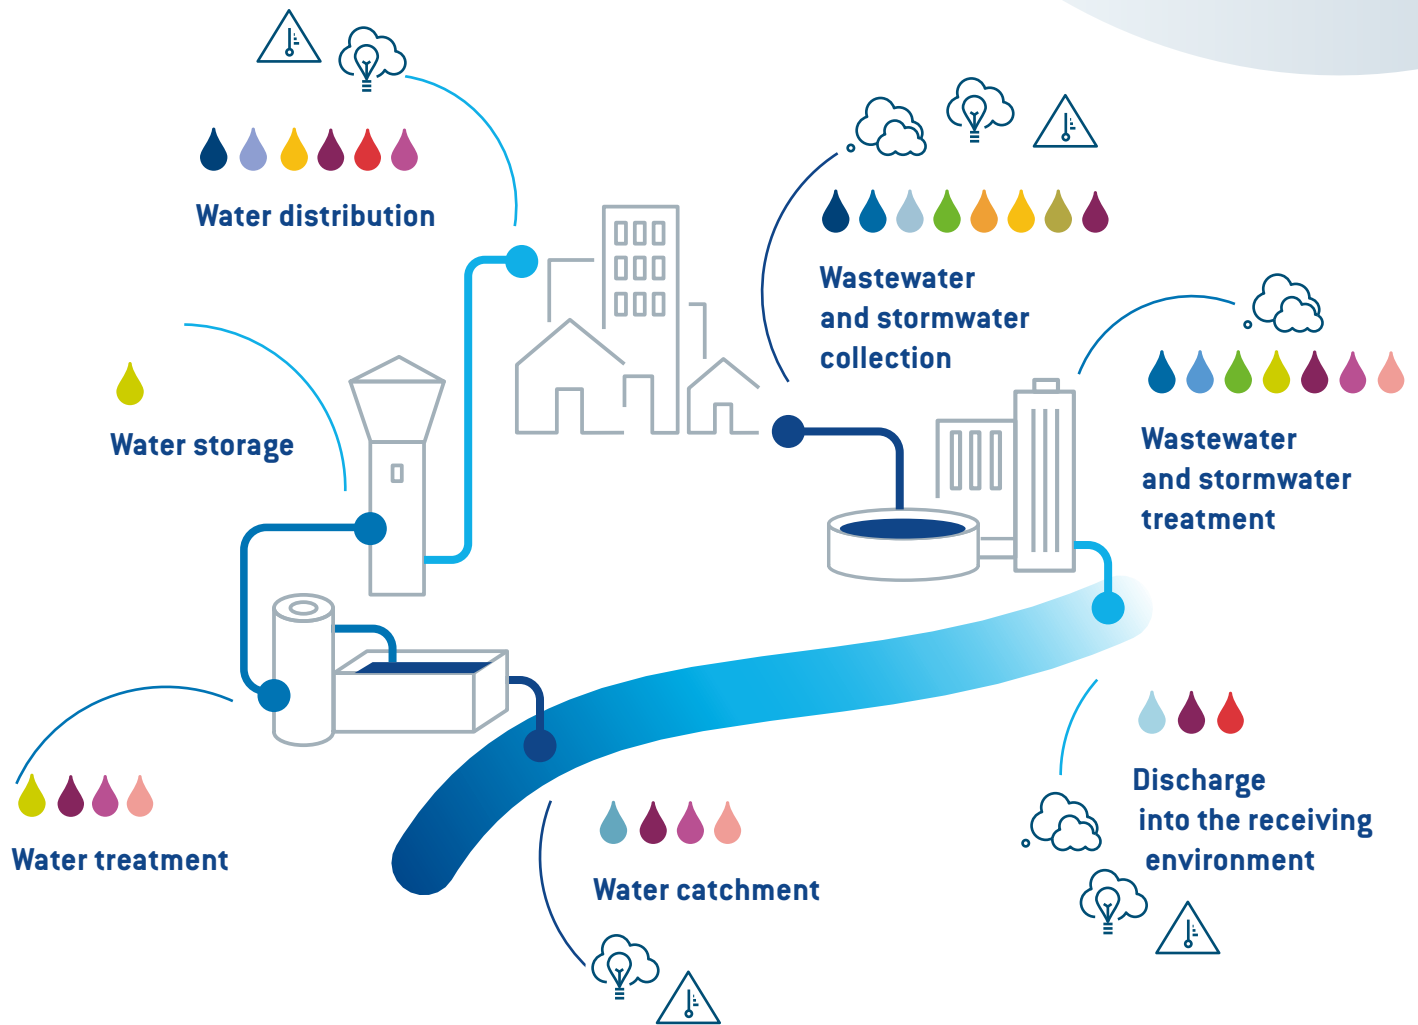 Water distribution
Wastewater
and stormwater
collection
Wastewater
and stormwater
treatment
Water storage
Discharge
into the receiving
environment
Water treatment
Water catchment